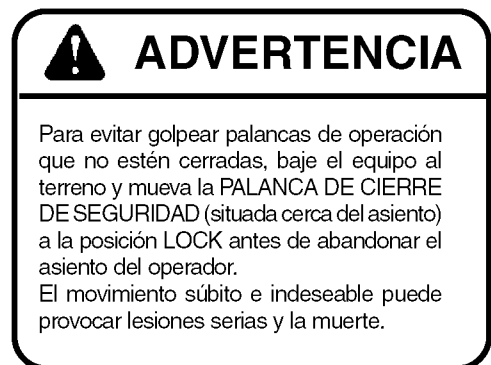 ADVERTENCIA
Para evitar golpear palancas de operación
que no estén cerradas, baje el equipo al
terreno y mueva la PALANCA DE CIERRE
DE SEGURIDAD (situada cerca del asiento)
a la posición LOCK antes de abandonar el
asiento del operador.
El movimiento súbito e indeseable puede
provocar lesiones serias y la muerte.